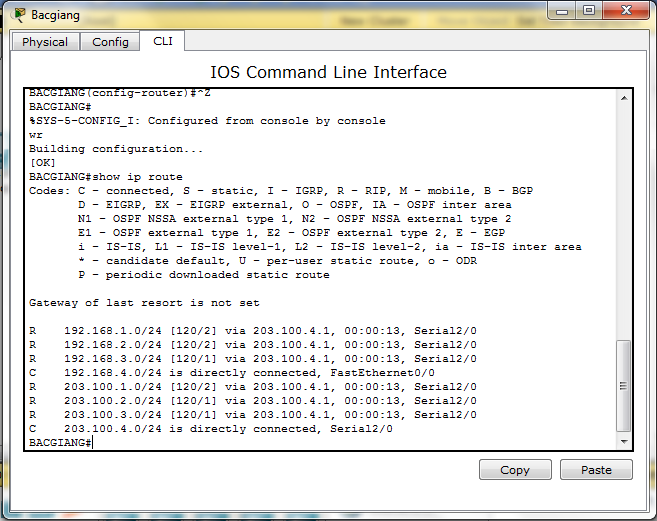 Bacgiang
Physical Config CLI
IOS Command Line Interface
BACGIANG(config-router)#^Z
BACGIANG#
%SYS-5-CONFIG_I: Configured from console by console
wr
Building configuration...
[OK]
BACGIANG#show ip route
Codes: C - connected, S - static, I - IGRP, R - RIP, M - mobile, B - BGP
D - EIGRP, EX - EIGRP external, O - OSPF, IA - OSPF inter area
N1 - OSPF NSSA external type 1, N2 - OSPF NSSA external type 2
E1 - OSPF external type 1, E2 - OSPF external type 2, E - EGP
i - IS-IS, L1 - IS-IS level-1, L2 - IS-IS level-2, ia - IS-IS inter area
* - candidate default, U - per-user static route, o - ODR
P - periodic downloaded static route
Gateway of last resort is not set
R 192.168.1.0/24 [120/2] via 203.100.4.1, 00:00:13, Serial2/0
R 192.168.2.0/24 [120/2] via 203.100.4.1, 00:00:13, Serial2/0
R 192.168.3.0/24 [120/1] via 203.100.4.1, 00:00:13, Serial2/0
C 192.168.4.0/24 is directly connected, FastEthernet0/0
R 203.100.1.0/24 [120/2] via 203.100.4.1, 00:00:13, Serial2/0
R 203.100.2.0/24 [120/1] via 203.100.4.1, 00:00:13, Serial2/0
R 203.100.3.0/24 [120/1] via 203.100.4.1, 00:00:13, Serial2/0
C 203.100.4.0/24 is directly connected, Serial2/0
BACGIANG#
Copy Paste